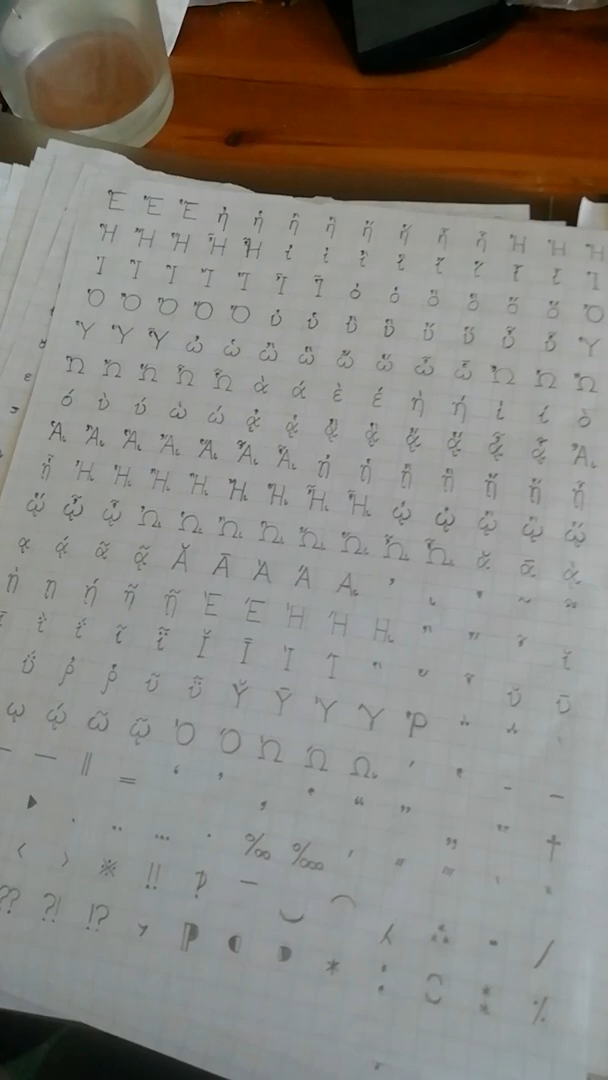 Ἓ Ἔ Ἕ ἠ ἡ ἢ ἣ ἤ ἥ ἦ ἧ Ἠ Ἡ Ἢ
Ἣ Ἤ Ἥ Ἦ Ἧ ἰ ἱ ἲ ἳ ἴ ἵ ἶ ἷ Ἰ
Ἱ Ἲ Ἳ Ἴ Ἵ Ἶ Ἷ ὀ ὁ ὂ ὃ ὄ ὅ Ὀ
Ὁ Ὂ Ὃ Ὄ Ὅ ὐ ὑ ὒ ὓ ὔ ὕ ὖ ὗ Ὑ
Ὓ Ὕ Ὗ ὠ ὡ ὢ ὣ ὤ ὥ ὦ ὧ Ὠ Ὡ Ὢ
Ὣ Ὤ Ὥ Ὦ Ὧ ὰ ά ὲ έ ὴ ή ὶ ί ὸ
ό ὺ ύ ὼ ώ ᾀ ᾁ ᾂ ᾃ ᾄ ᾅ ᾆ ᾇ ᾈ
ᾉ ᾊ ᾋ ᾌ ᾍ ᾎ ᾏ ᾐ ᾑ ᾒ ᾓ ᾔ ᾕ ᾖ
ᾗ ᾘ ᾙ ᾚ ᾛ ᾜ ᾝ ᾞ ᾟ ᾠ ᾡ ᾢ ᾣ ᾤ
ᾥ ᾦ ᾧ ᾨ ᾩ ᾪ ᾫ ᾬ ᾭ ᾮ ᾯ ᾰ ᾱ ᾲ
ᾳ ᾴ ᾶ ᾷ Ᾰ Ᾱ Ὰ Ά ᾼ ᾽ ι ᾿ ῀ ῁
ῂ ῃ ῄ ῆ ῇ Ὲ Έ Ὴ Ή ῌ ῍ ῎ ῏ ῐ
ῑ ῒ ΐ ῖ ῗ Ῐ Ῑ Ὶ Ί ῝ ῞ ῟ ῠ ῡ
ΰ ῤ ῥ ῦ ῧ Ῠ Ῡ Ὺ Ύ Ῥ ῭ ΅ `
ῳ ῴ ῶ ῷ Ὸ Ό Ὼ Ώ ῼ ´ ῾ ‐ ‑
– — ‖ ‗ ‘ ’ ‚ ‛ “ ” „ ‟ †
‣ ․ ‥ … ‧ ‰ ‱ ′ ″ ‴ ‵ ‶
‹ › ※ ‼ ‽ ‾ ‿ ⁀ ⁁ ⁂ ⁃ ⁄
⁇ ⁈ ⁉ ⁊ ⁋ ⁌ ⁍ ⁎ ⁏ ⁐ ⁑ ⁒